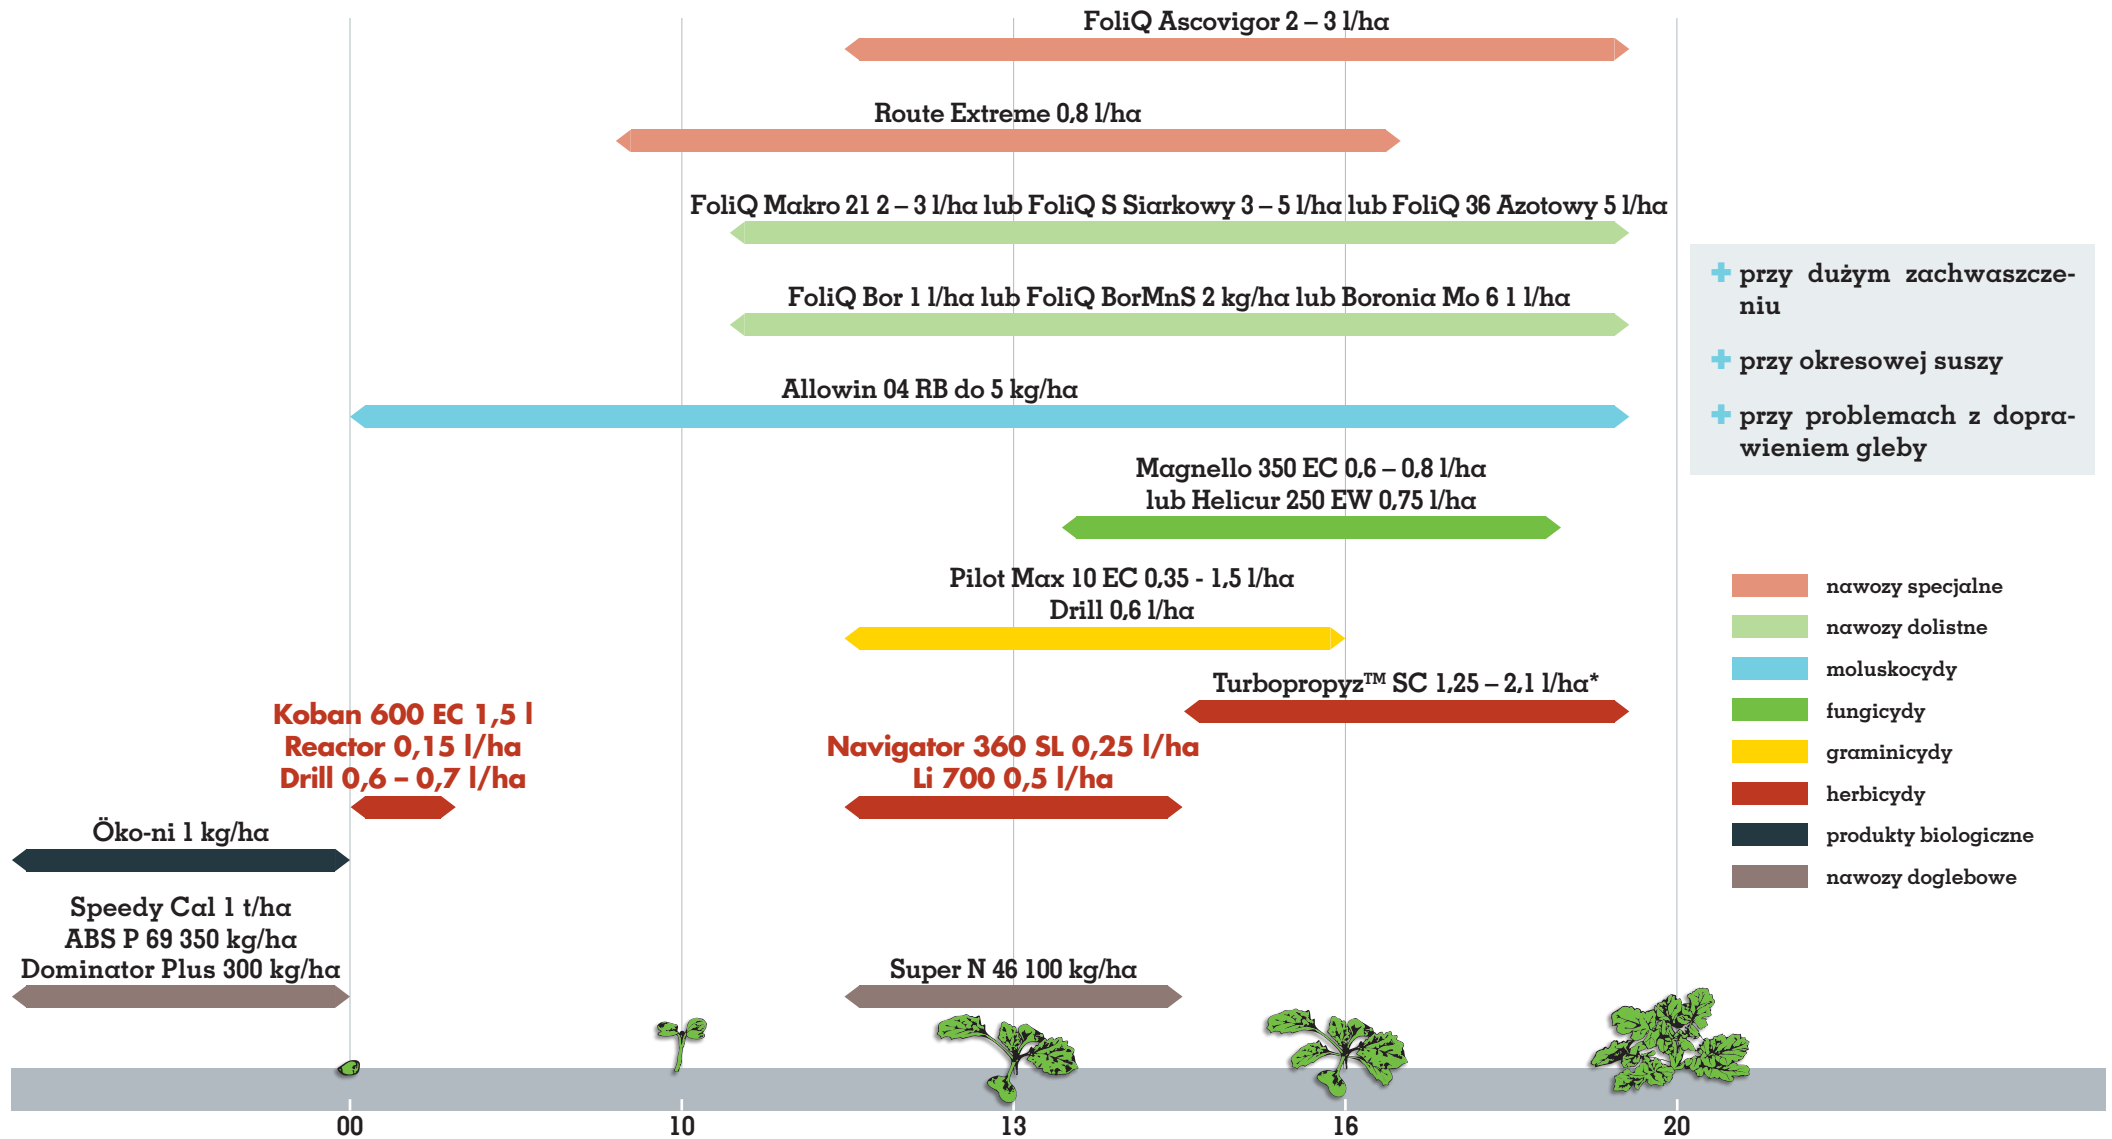 FoliQ Ascovigor 2 – 3 l/ha
Route Extreme 0,8 l/ha
FoliQ Makro 21 2 – 3 l/ha lub FoliQ S Siarkowy 3 – 5 l/ha lub FoliQ 36 Azotowy 5 l/ha
FoliQ Bor 1 l/ha lub FoliQ BorMnS 2 kg/ha lub Boronia Mo 6 1 l/ha
Allowin 04 RB do 5 kg/ha
Magnello 350 EC 0,6 – 0,8 l/ha
lub Helicur 250 EW 0,75 l/ha
Pilot Max 10 EC 0,35 - 1,5 l/ha
Drill 0,6 l/ha
Turbopropyz™ SC 1,25 – 2,1 l/ha*
Koban 600 EC 1,5 l
Reactor 0,15 l/ha
Drill 0,6 – 0,7 l/ha
Navigator 360 SL 0,25 l/ha
Li 700 0,5 l/ha
Öko-ni 1 kg/ha
Speedy Cal 1 t/ha
ABS P 69 350 kg/ha
Dominator Plus 300 kg/ha
Super N 46 100 kg/ha
+ przy dużym zachwaszcze-
niu
+ przy okresowej suszy
+ przy problemach z dopra-
wieniem gleby
nawozy specjalne
nawozy dolistne
moluskocydy
fungicydy
graminicydy
herbicydy
produkty biologiczne
nawozy doglebowe
00
10
13
16
20